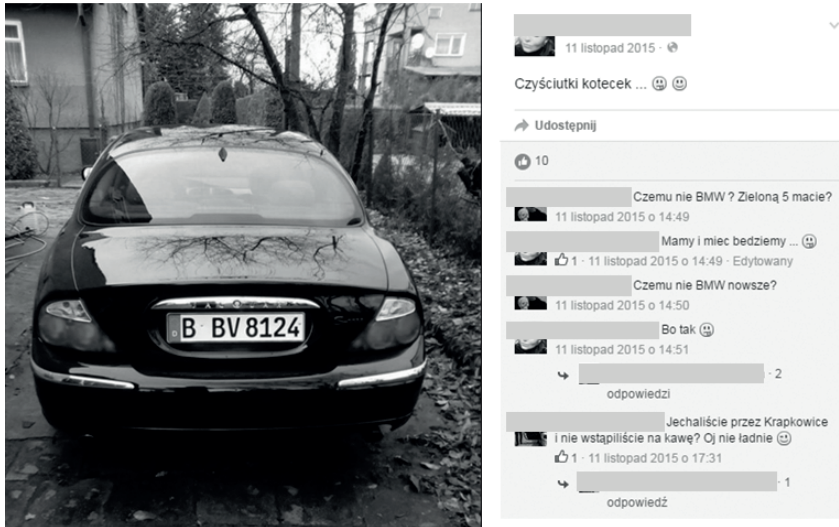 D
B BV 8124
11 listopad 2015 ·
Czyściutki kotecek ...
Udostępnij
10
Czemu nie BMW ? Zieloną 5 macie?
11 listopad 2015 o 14:49
Mamy i miec bedziemy ...
1 · 11 listopad 2015 o 14:49 · Edytowany
Czemu nie BMW nowsze?
11 listopad 2015 o 14:50
Bo tak
11 listopad 2015 o 14:51
· 2
odpowiedzi
Jechaliście przez Krapkowice
i nie wstąpiliście na kawę? Oj nie ładnie
1 · 11 listopad 2015 o 17:31
· 1
odpowiedź